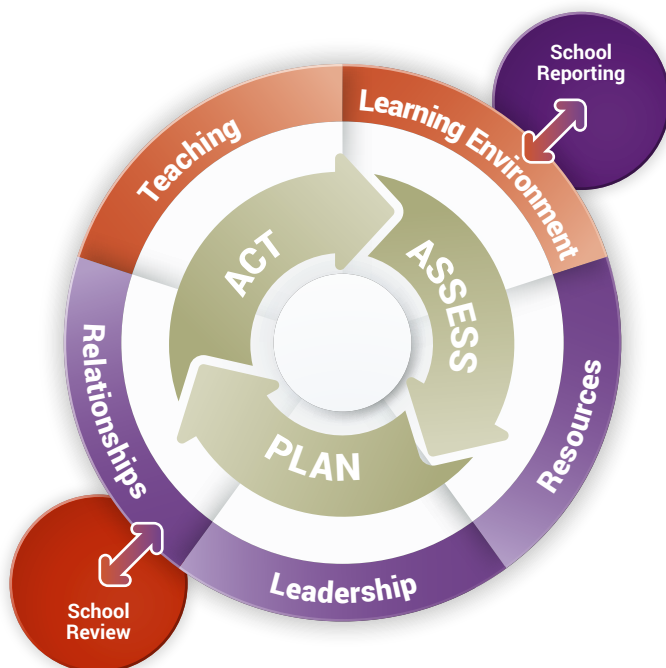 School
Reporting
Learning Environment
Teaching
ACT
ASSESS
Relationships
Resources
PLAN
Leadership
School
Review